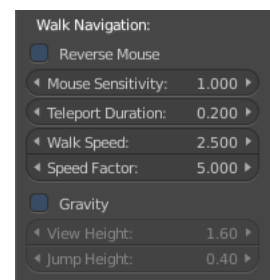 Walk Navigation:
Reverse Mouse
Mouse Sensitivity: 1.000
Teleport Duration: 0.200
Walk Speed: 2.500
Speed Factor: 5.000
Gravity
View Height: 1.60
Jump Height: 0.40